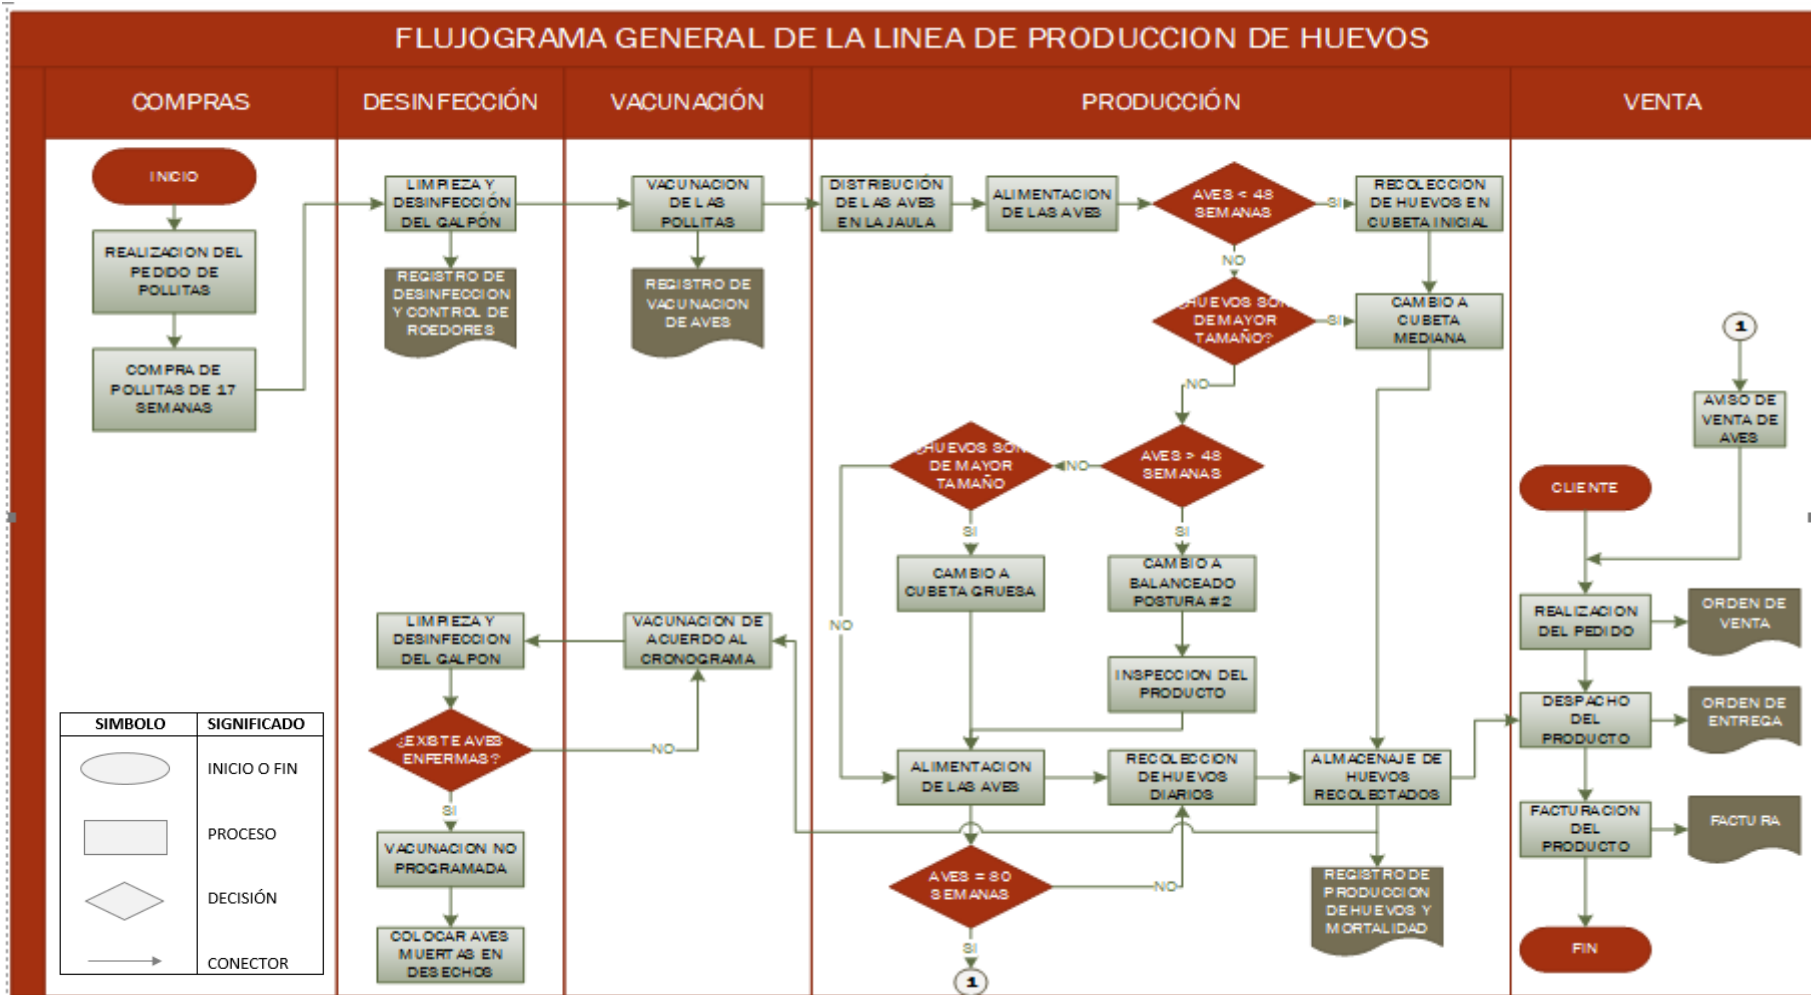 FLUJOGRAMA GENERAL DE LA LINEA DE PRODUCCION DE HUEVOS
COMPRAS
DESINFECCIÓN
VACUNACIÓN
PRODUCCIÓN
VENTA
INICIO
REALIZACION DEL
PEDIDO DE
POLLITAS
COMPRA DE
POLLITAS DE 17
SEMANAS
LIMPIEZA Y
DESINFECCIÓN
DEL GALPÓN
REGISTRO DE
DESINFECCION
Y CONTROL DE
ROEDORES
VACUNACION
DE LAS
POLLITAS
REGISTRO DE
VACUNACION
DE AVES
DISTRIBUCIÓN
DE LAS AVES
EN LA JAULA
ALIMENTACION
DE LAS AVES
AVES < 48
SEMANAS
SI
NO
RECOLECCION
DE HUEVOS EN
CUBETA INICIAL
¿HUEVOS SON
DE MAYOR
TAMAÑO?
SI
NO
CAMBIO A
CUBETA
MEDIANA
AVES > 48
SEMANAS
NO
SI
¿HUEVOS SON
DE MAYOR
TAMAÑO
SI
NO
CAMBIO A
CUBETA GRUESA
CAMBIO A
BALANCEADO
POSTURA #2
INSPECCION DEL
PRODUCTO
ALIMENTACION
DE LAS AVES
RECOLECCION
DE HUEVOS
DIARIOS
ALMACENAJE DE
HUEVOS
RECOLECTADOS
AVES = 80
SEMANAS
NO
SI
1
REGISTRO DE
PRODUCCION
DE HUEVOS Y
MORTALIDAD
VACUNACION DE
ACUERDO AL
CRONOGRAMA
LIMPIEZA Y
DESINFECCION
DEL GALPON
¿EXISTE AVES
ENFERMAS?
NO
SI
VACUNACION NO
PROGRAMADA
COLOCAR AVES
MUERTAS EN
DESECHOS
1
AVISO DE
VENTA DE
AVES
CLIENTE
REALIZACION
DEL PEDIDO
ORDEN DE
VENTA
DESPACHO
DEL
PRODUCTO
ORDEN DE
ENTREGA
FACTURACION
DEL
PRODUCTO
FACTURA
FIN
SIMBOLO SIGNIFICADO
INICIO O FIN
PROCESO
DECISIÓN
CONECTOR